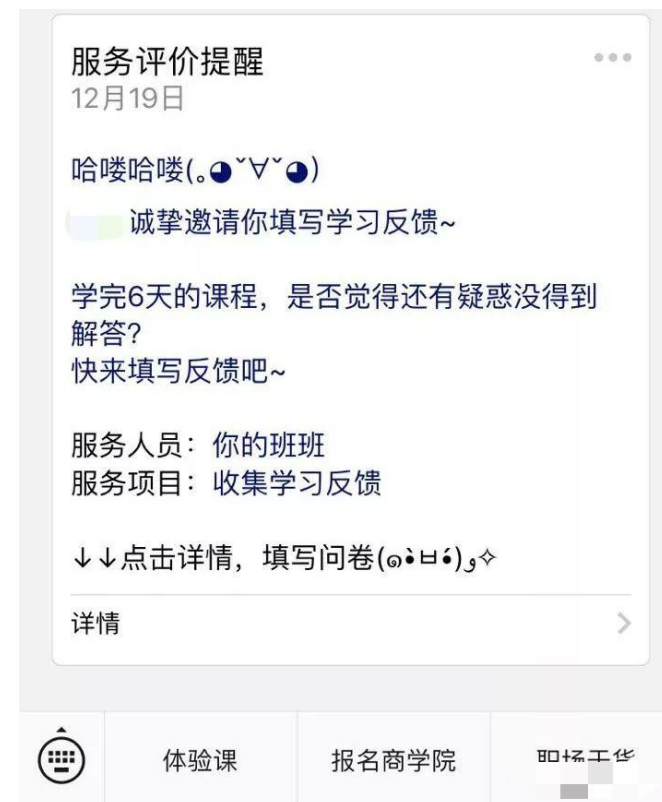 服务评价提醒
12月19日
哈喽哈喽(｡◕ˇ∀ˇ◕)
诚挚邀请你填写学习反馈~
学完6天的课程，是否觉得还有疑惑没得到
解答?
快来填写反馈吧~
服务人员：你的班班
服务项目：收集学习反馈
↓↓点击详情，填写问卷(๑•̀ㅂ•́)و✧
详情
体验课
报名商学院
职场干货